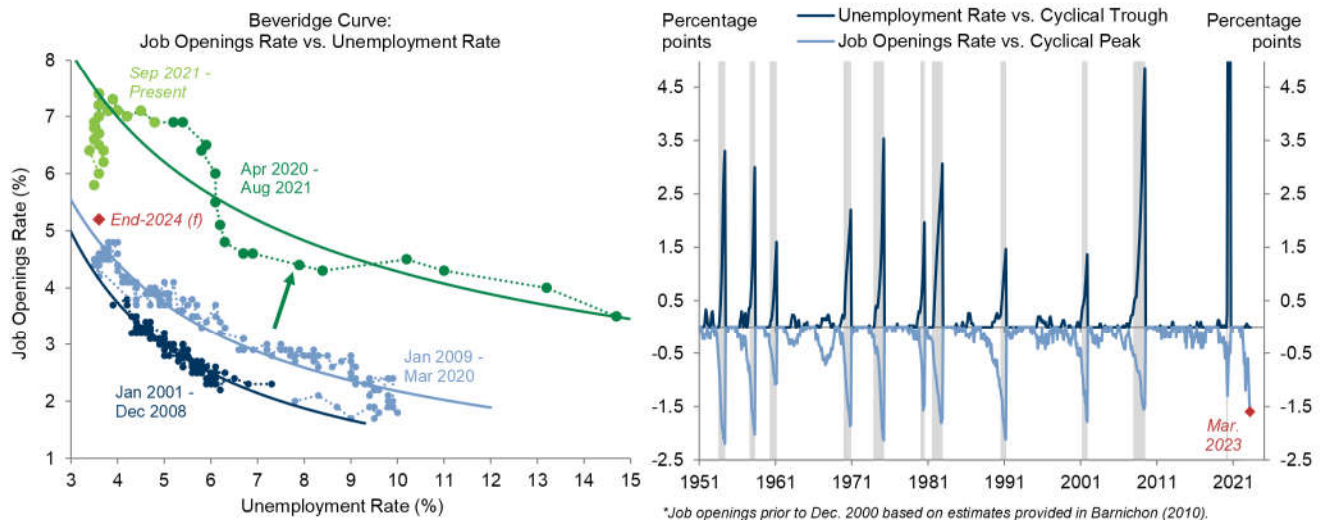 Beveridge Curve:
Job Openings Rate vs. Unemployment Rate
Job Openings Rate (%)
8
7
6
5
4
3
2
1
Sep 2021 -
Present
Apr 2020 -
Aug 2021
End-2024 (f)
Jan 2009 -
Mar 2020
Jan 2001 -
Dec 2008
3 4 5 6 7 8 9 10 11 12 13 14 15
Unemployment Rate (%)
Percentage
points
Unemployment Rate vs. Cyclical Trough
Job Openings Rate vs. Cyclical Peak
Percentage
points
4.5 4.5
3.5 3.5
2.5 2.5
1.5 1.5
0.5 0.5
-0.5 -0.5
-1.5 -1.5
-2.5 -2.5
Mar.
2023
1951 1961 1971 1981 1991 2001 2011 2021
*Job openings prior to Dec. 2000 based on estimates provided in Barnichon (2010).